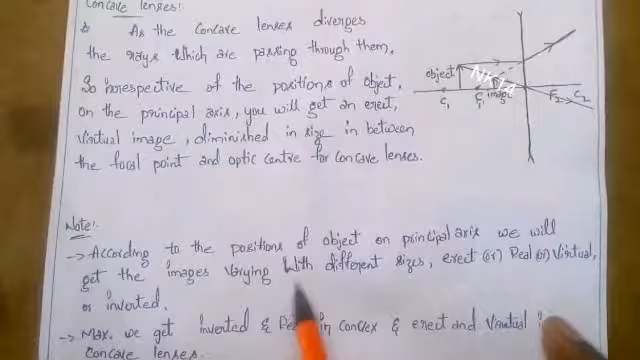 Concave lenses:
As the Concave lenses diverges
the rays which are passing through them.
So irrespective of the positions of object,
on the principal axis, you will get an erect,
Virtual image, diminished in size in between
the focal point and optic centre for concave lenses.
object
NK14
image
C1
F1
F2
C2
Note:
→ According to the positions of object on principal axis we will
get the images varying with different sizes, erect (or) Real (or) Virtual,
or inverted.
→ Max. we get inverted & in convex & erect and Virtual
Concave lenses.